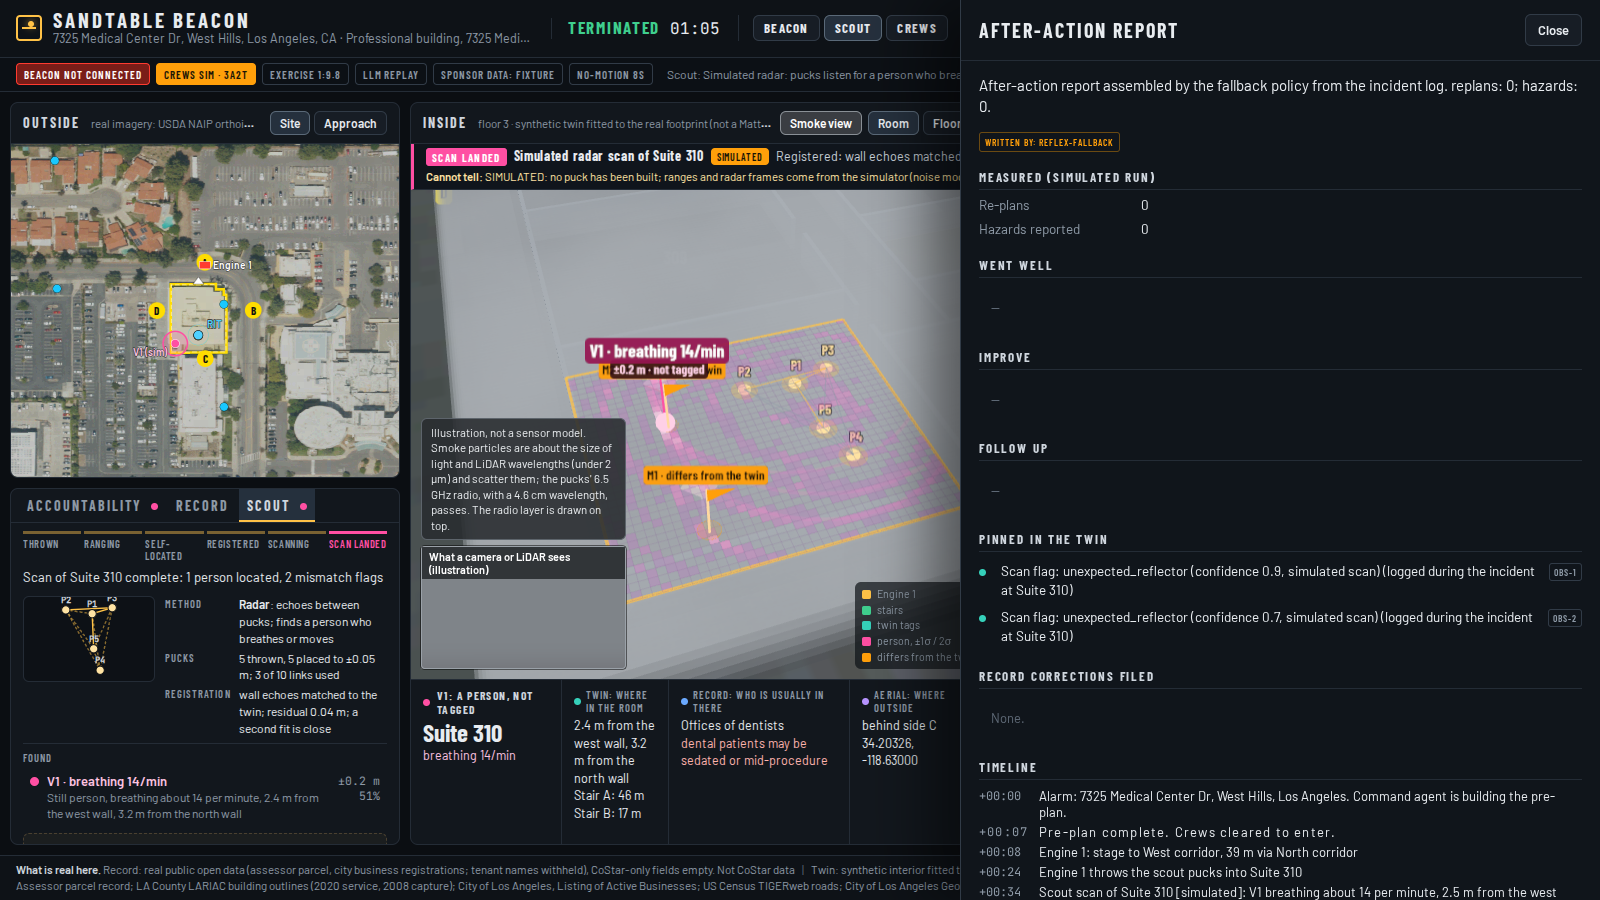 SANDTABLE BEACON
7325 Medical Center Dr, West Hills, Los Angeles, CA · Professional building, 7325 Medi...
TERMINATED 01:05
BEACON SCOUT CREWS
BEACON NOT CONNECTED
CREWS SIM · 3A2T
EXERCISE 1:9.8
LLM REPLAY
SPONSOR DATA: FIXTURE
NO-MOTION 8S
Scout: Simulated radar: pucks listen for a person who brea
OUTSIDE real imagery: USDA NAIP orthoi...
Site Approach
Engine 1
D
B
RIT
V1 (sim)
C
ACCOUNTABILITY RECORD SCOUT
THROWN RANGING SELF-LOCATED REGISTERED SCANNING SCAN LANDED
Scan of Suite 310 complete: 1 person located, 2 mismatch flags
P2 P1 P3
P5
P4
METHOD Radar: echoes between
pucks; finds a person who
breathes or moves
PUCKS 5 thrown, 5 placed to ±0.05
m; 3 of 10 links used
REGISTRATION wall echoes matched to the
twin; residual 0.04 m; a
second fit is close
FOUND
V1 · breathing 14/min ±0.2 m
Still person, breathing about 14 per minute, 2.4 m from 51%
the west wall, 3.2 m from the north wall
INSIDE floor 3 · synthetic twin fitted to the real footprint (not a Matt...
Smoke view Room Floor
SCAN LANDED Simulated radar scan of Suite 310 SIMULATED Registered: wall echoes matched
Cannot tell: SIMULATED: no puck has been built; ranges and radar frames come from the simulator (noise mo
V1 · breathing 14/min
±0.2 m · not tagged
P2 P1 P3
P5
P4
M1 · differs from the twin
Illustration, not a sensor model.
Smoke particles are about the size of
light and LiDAR wavelengths (under 2
µm) and scatter them; the pucks' 6.5
GHz radio, with a 4.6 cm wavelength,
passes. The radio layer is drawn on
top.
What a camera or LiDAR sees
(illustration)
Engine 1
stairs
twin tags
person, ±1σ / 2σ
differs from the tw
V1: A PERSON, NOT
TAGGED
Suite 310
breathing 14/min
TWIN: WHERE
IN THE ROOM
2.4 m from the
west wall, 3.2
m from the
north wall
Stair A: 46 m
Stair B: 17 m
RECORD: WHO IS USUALLY IN
THERE
Offices of dentists
dental patients may be
sedated or mid-procedure
AERIAL: WHERE
OUTSIDE
behind side C
34.20326,
-118.63000
What is real here. Record: real public open data (assessor parcel, city business registrations; tenant names withheld), CoStar-only fields empty. Not CoStar data | Twin: synthetic interior fitted t
Assessor parcel record; LA County LARIAC building outlines (2020 service, 2008 capture); City of Los Angeles, Listing of Active Businesses; US Census TIGERweb roads; City of Los Angeles Geo
AFTER-ACTION REPORT
Close
After-action report assembled by the fallback policy from the incident log. replans: 0; hazards:
0.
WRITTEN BY: REFLEX-FALLBACK
MEASURED (SIMULATED RUN)
Re-plans 0
Hazards reported 0
WENT WELL
—
IMPROVE
—
FOLLOW UP
—
PINNED IN THE TWIN
Scan flag: unexpected_reflector (confidence 0.9, simulated scan) (logged during the incident OBS-1
at Suite 310)
Scan flag: unexpected_reflector (confidence 0.7, simulated scan) (logged during the incident OBS-2
at Suite 310)
RECORD CORRECTIONS FILED
None.
TIMELINE
+00:00 Alarm: 7325 Medical Center Dr, West Hills, Los Angeles. Command agent is building the pre-
plan.
+00:07 Pre-plan complete. Crews cleared to enter.
+00:08 Engine 1: stage to West corridor, 39 m via North corridor
+00:24 Engine 1 throws the scout pucks into Suite 310
+00:34 Scout scan of Suite 310 [simulated]: V1 breathing about 14 per minute, 2.5 m from the west